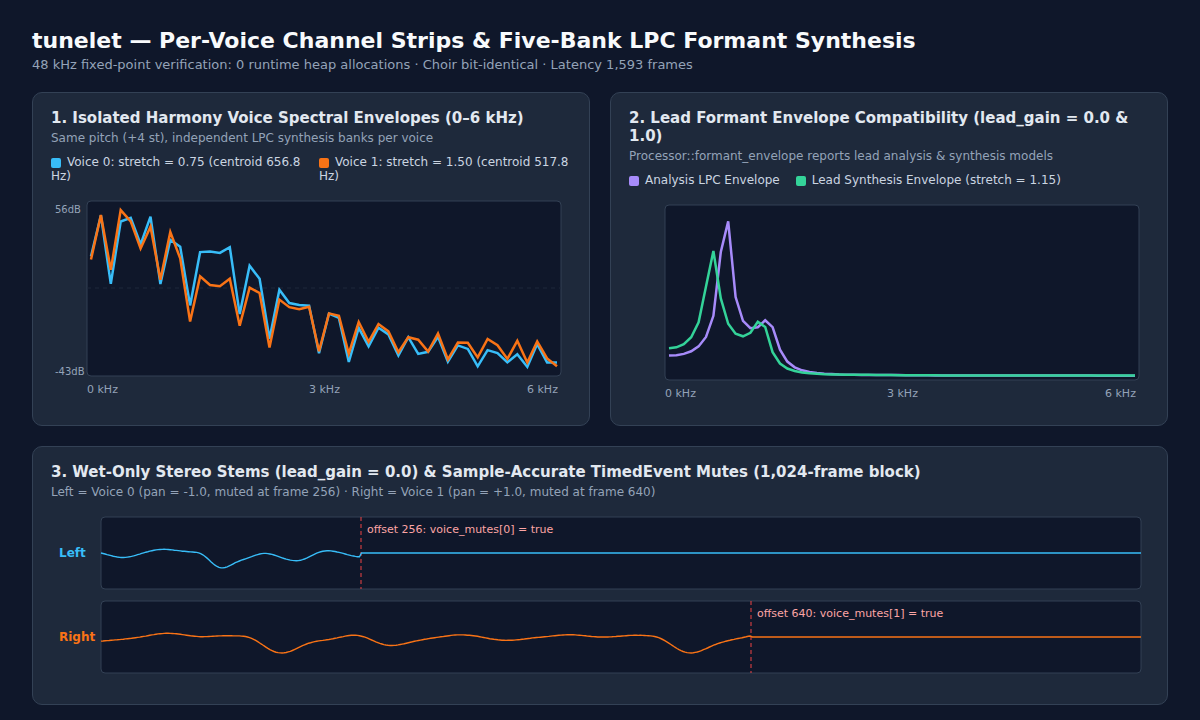 tunelet — Per-Voice Channel Strips & Five-Bank LPC Formant Synthesis
48 kHz fixed-point verification: 0 runtime heap allocations · Choir bit-identical · Latency 1,593 frames
1. Isolated Harmony Voice Spectral Envelopes (0–6 kHz)
Same pitch (+4 st), independent LPC synthesis banks per voice
Voice 0: stretch = 0.75 (centroid 656.8
Hz)
Voice 1: stretch = 1.50 (centroid 517.8
Hz)
56dB
-43dB
0 kHz
3 kHz
6 kHz
2. Lead Formant Envelope Compatibility (lead_gain = 0.0 &
1.0)
Processor::formant_envelope reports lead analysis & synthesis models
Analysis LPC Envelope
Lead Synthesis Envelope (stretch = 1.15)
0 kHz
3 kHz
6 kHz
3. Wet-Only Stereo Stems (lead_gain = 0.0) & Sample-Accurate TimedEvent Mutes (1,024-frame block)
Left = Voice 0 (pan = -1.0, muted at frame 256) · Right = Voice 1 (pan = +1.0, muted at frame 640)
offset 256: voice_mutes[0] = true
Left
offset 640: voice_mutes[1] = true
Right